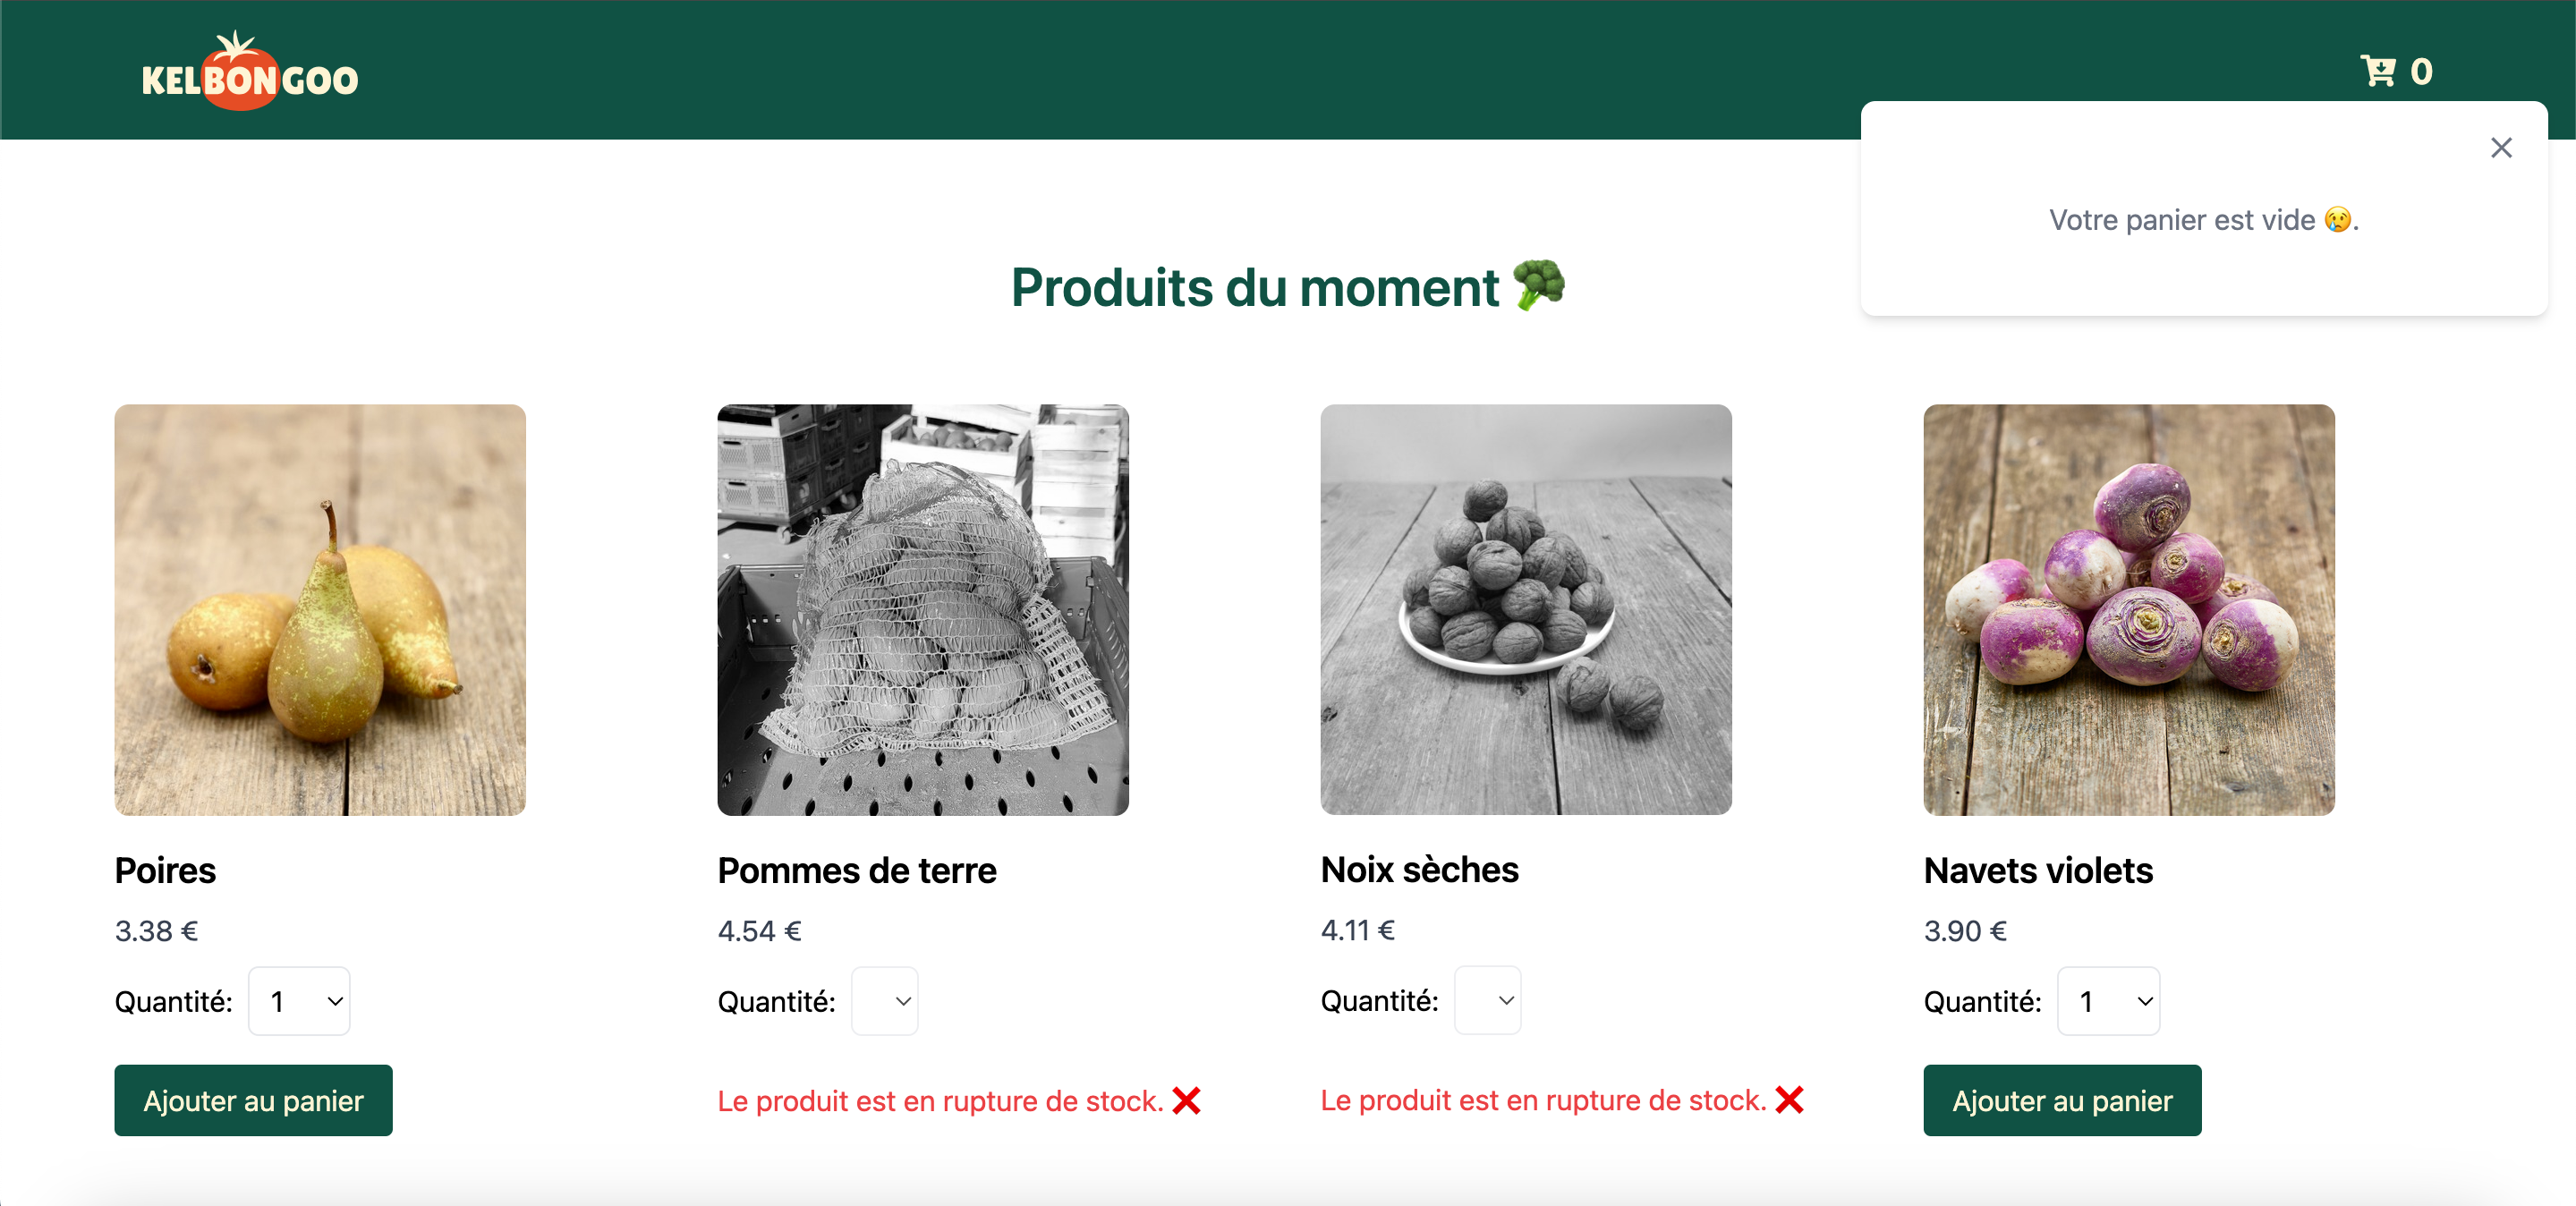 KELBONGOO
0
Votre panier est vide 😢.
Produits du moment 🥦
Poires
3.38 €
Quantité: 1
Ajouter au panier
Pommes de terre
4.54 €
Quantité:
Le produit est en rupture de stock. ❌
Noix sèches
4.11 €
Quantité:
Le produit est en rupture de stock. ❌
Navets violets
3.90 €
Quantité: 1
Ajouter au panier